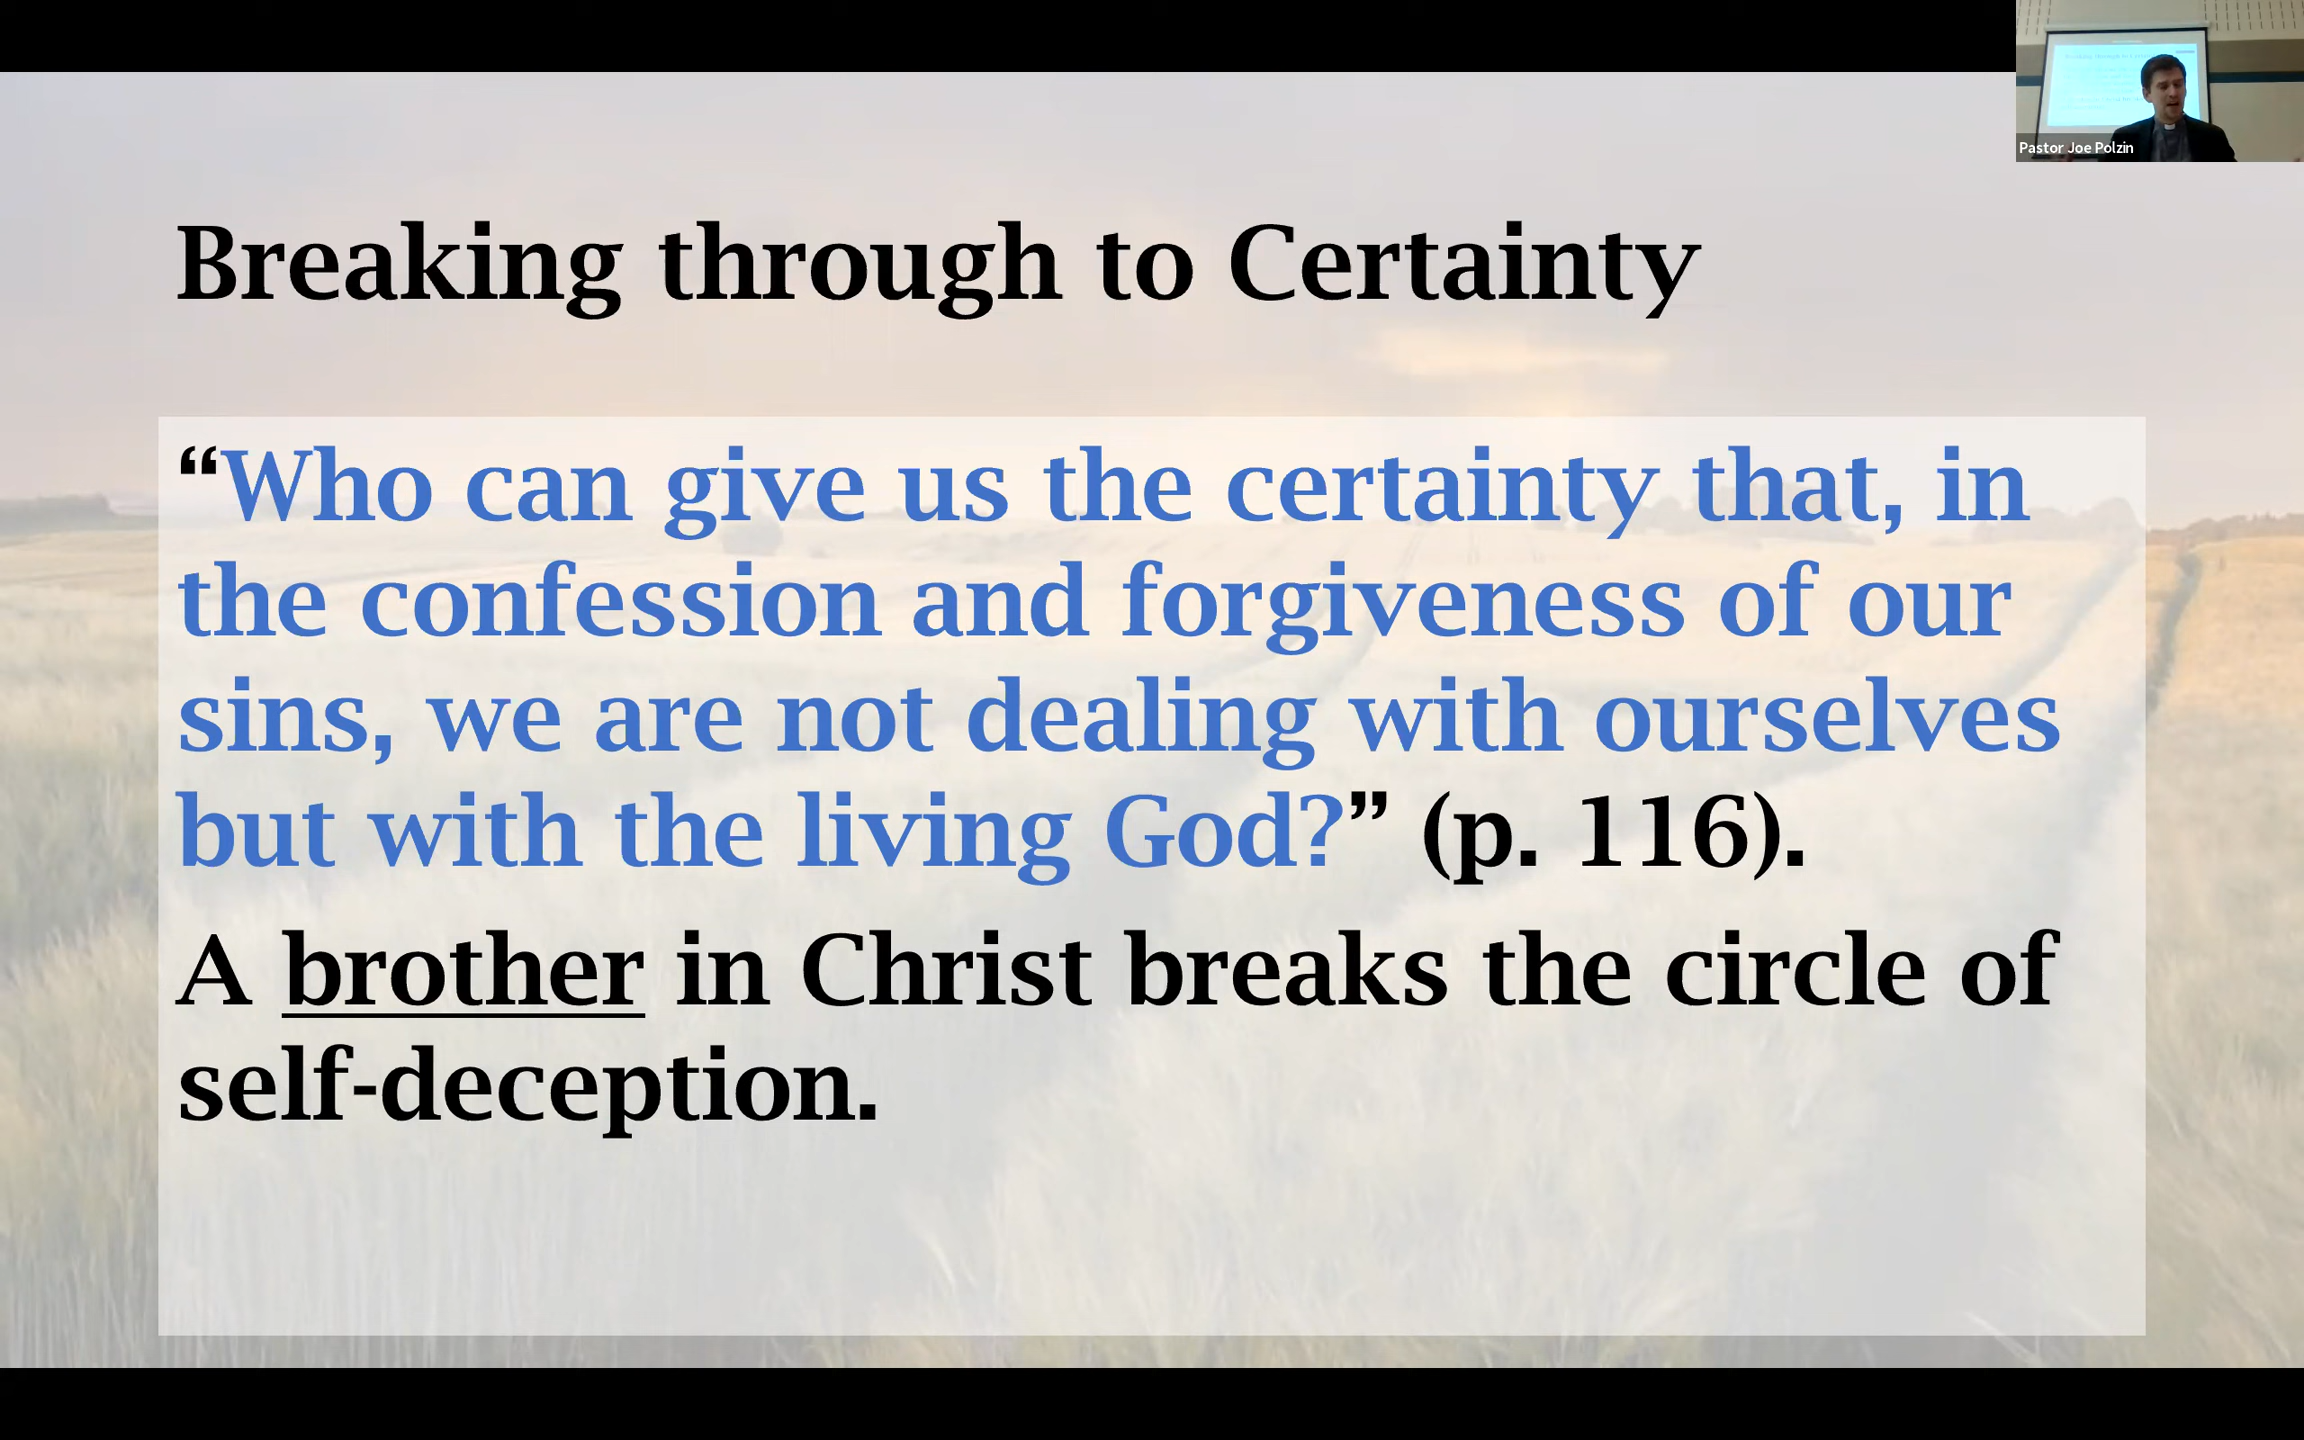 Pastor Joe Polzin
Breaking through to Certainty
“Who can give us the certainty that, in
the confession and forgiveness of our
sins, we are not dealing with ourselves
but with the living God?” (p. 116).
A brother in Christ breaks the circle of
self-deception.